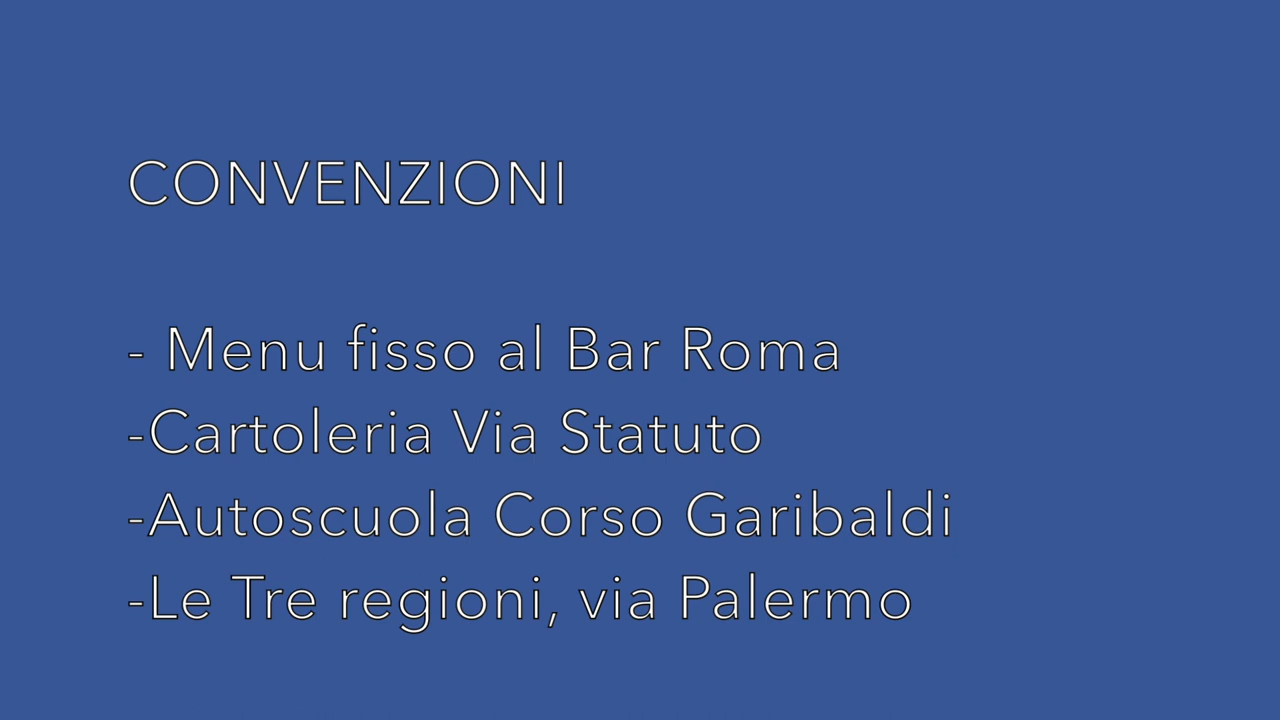 CONVENZIONI
- Menu fisso al Bar Roma
-Cartoleria Via Statuto
-Autoscuola Corso Garibaldi
-Le Tre regioni, via Palermo